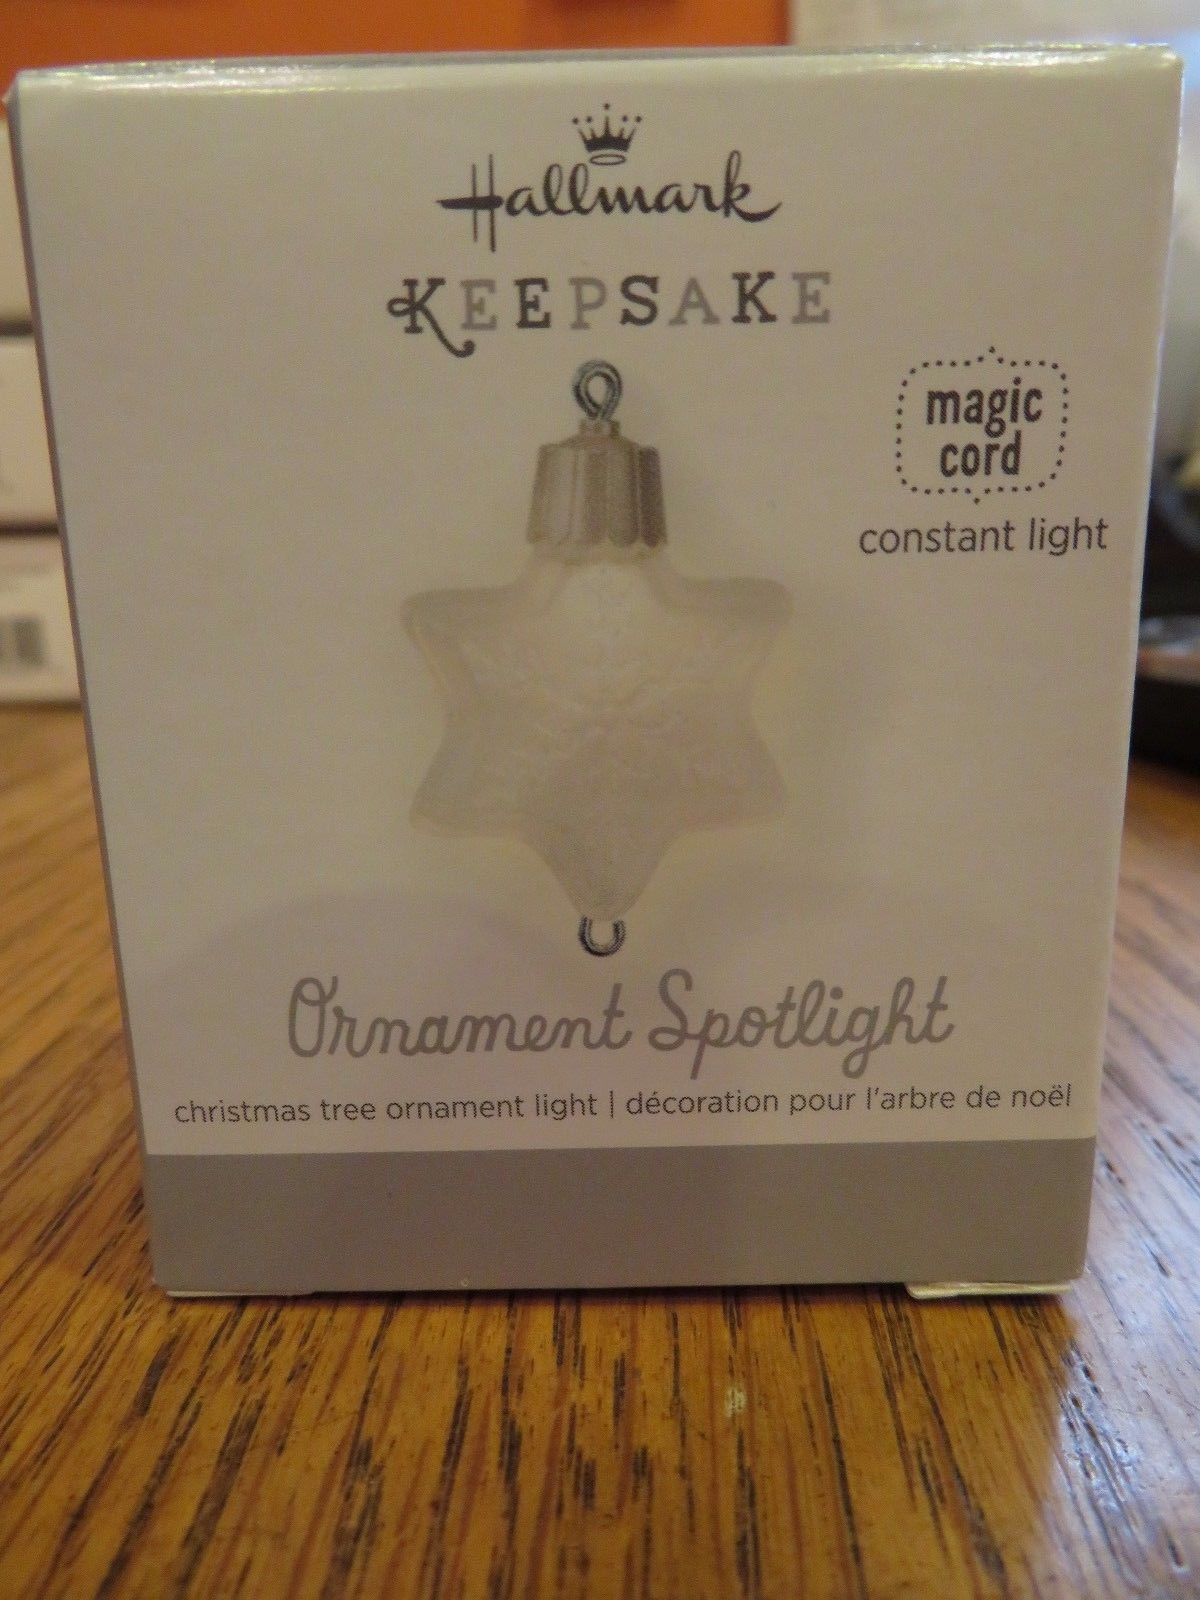 Hallmark
KEEPSAKE
magic
cord
constant light
Ornament Spotlight
christmas tree ornament light | décoration pour l'arbre de noël